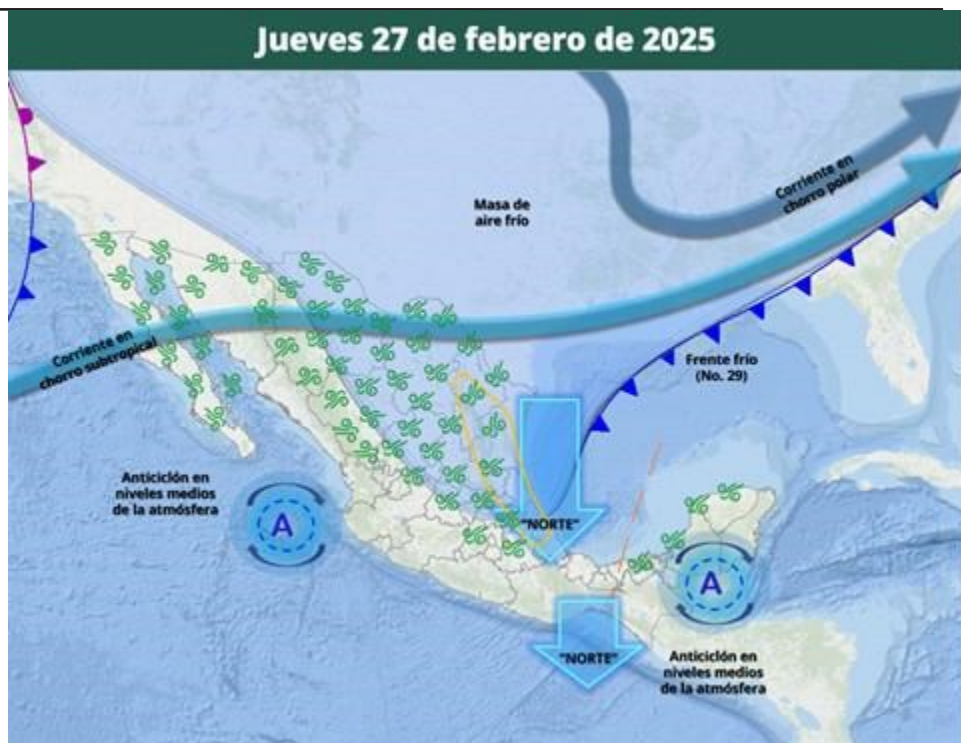 Jueves 27 de febrero de 2025
Corriente en
chorro polar
Masa de
aire frío
Corriente en
chorro subtropical
Frente frío
(No. 29)
Anticiclón en
niveles medios
de la atmósfera
A
"NORTE"
A
"NORTE"
Anticiclón en
niveles medios
de la atmósfera